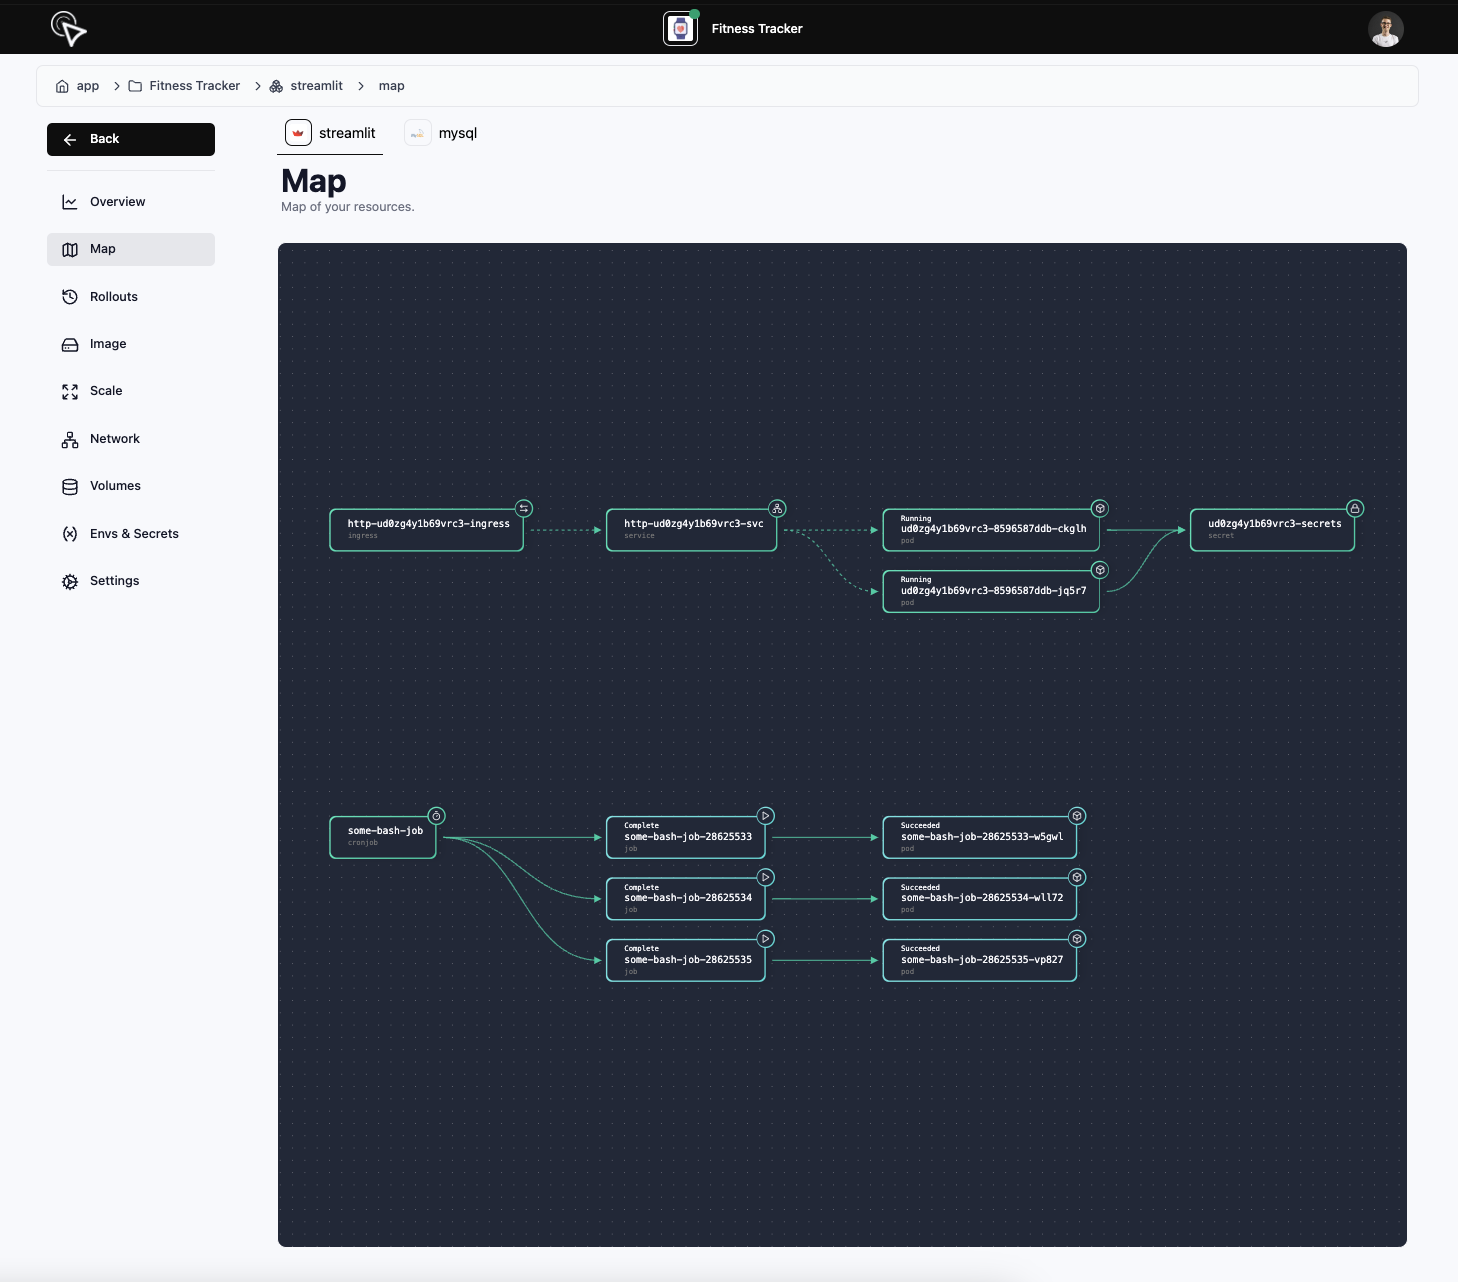 Fitness Tracker
app
Fitness Tracker
streamlit
map
Back
streamlit
mysql
Map
Map of your resources.
Overview
Map
Rollouts
Image
Scale
Network
Volumes
Envs & Secrets
Settings
http-ud0zg4y1b69vrc3-ingress
ingress
http-ud0zg4y1b69vrc3-svc
service
Running
ud0zg4y1b69vrc3-8596587ddb-ckglh
pod
ud0zg4y1b69vrc3-secrets
secret
Running
ud0zg4y1b69vrc3-8596587ddb-jq5r7
pod
some-bash-job
cronjob
Complete
some-bash-job-28625533
job
Succeeded
some-bash-job-28625533-w5gwl
pod
Complete
some-bash-job-28625534
job
Succeeded
some-bash-job-28625534-wll72
pod
Complete
some-bash-job-28625535
job
Succeeded
some-bash-job-28625535-vp827
pod